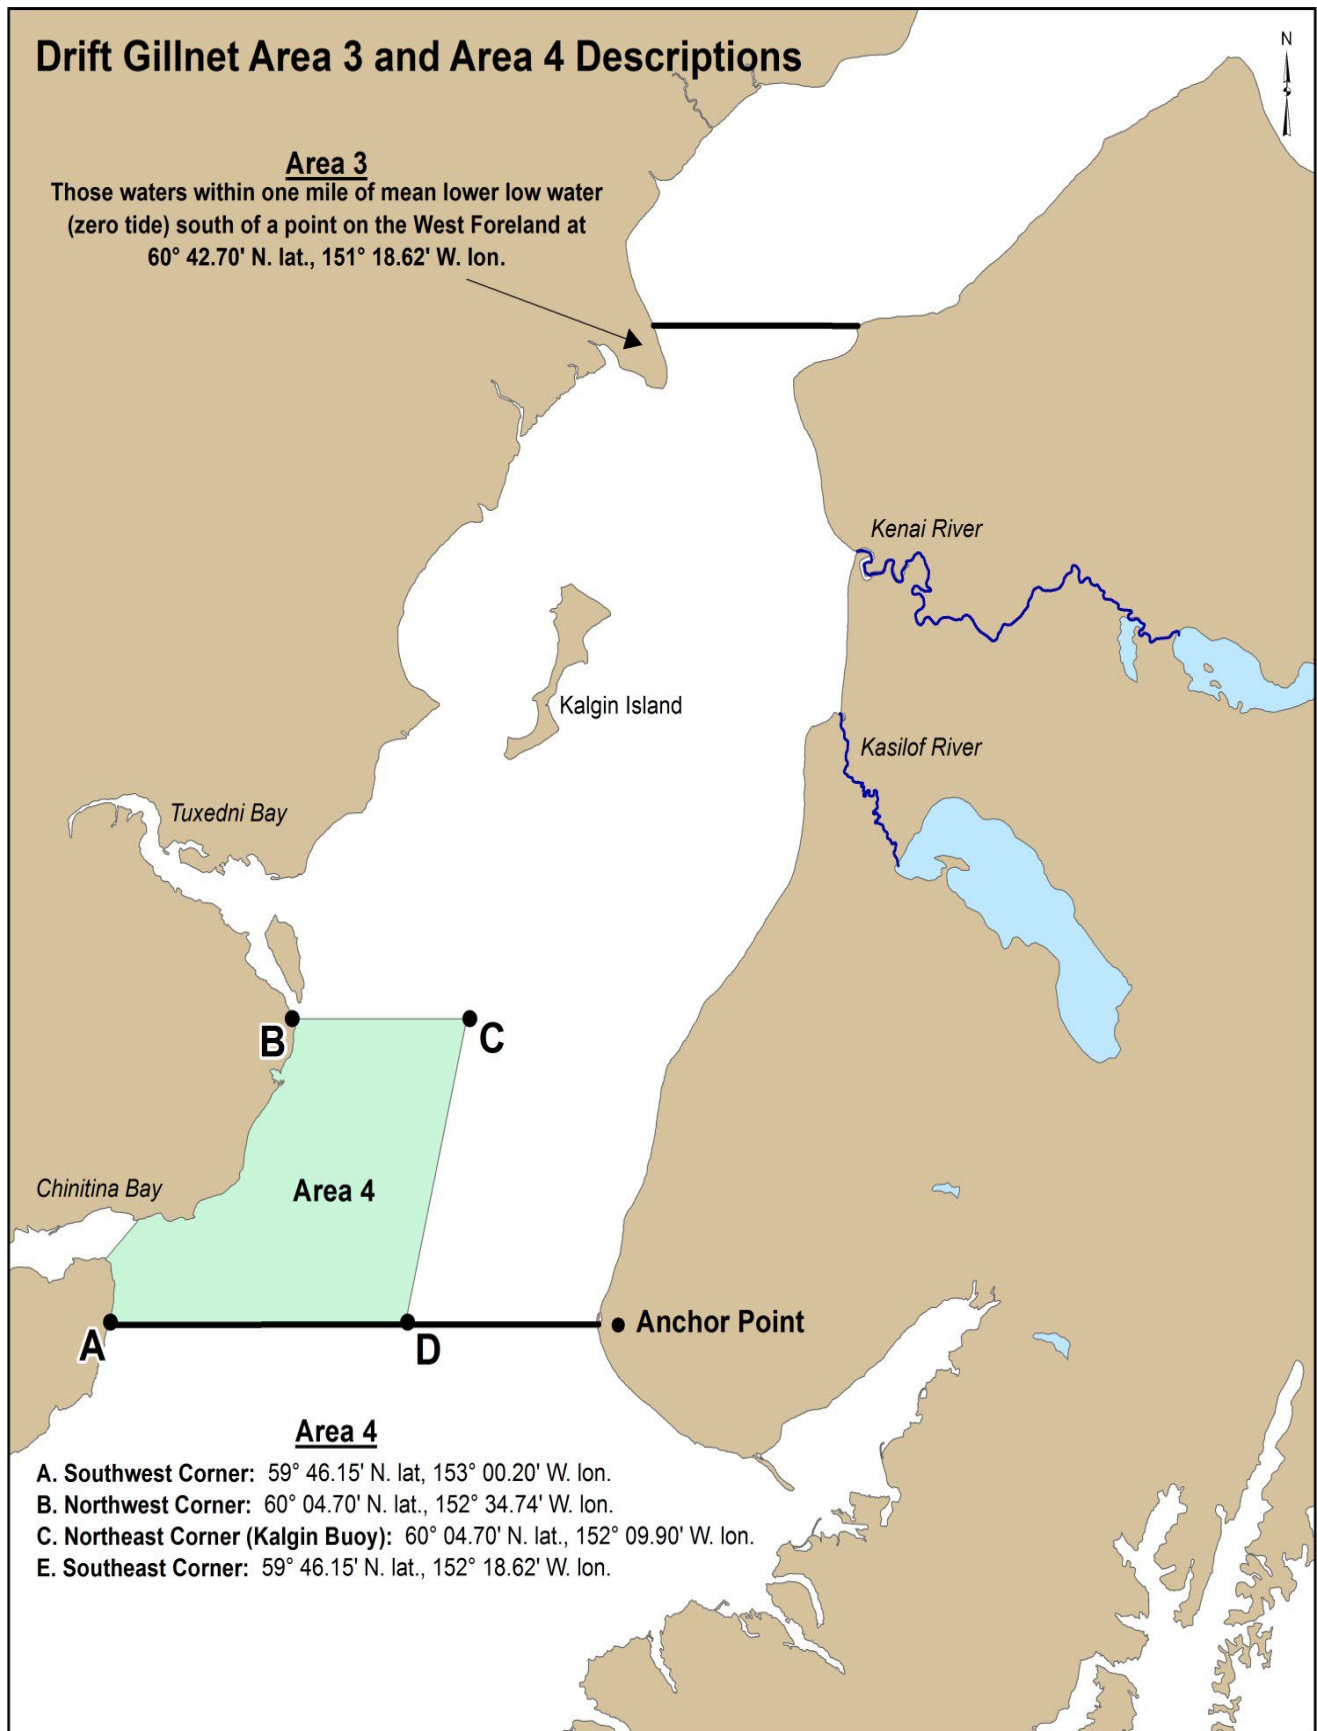 Drift Gillnet Area 3 and Area 4 Descriptions
N
Area 3
Those waters within one mile of mean lower low water
(zero tide) south of a point on the West Foreland at
60° 42.70' N. lat., 151° 18.62' W. lon.
Kenai River
Kalgin Island
Kasilof River
Tuxedni Bay
B
C
Chinitina Bay
Area 4
A
D
Anchor Point
Area 4
A. Southwest Corner: 59° 46.15' N. lat, 153° 00.20' W. lon.
B. Northwest Corner: 60° 04.70' N. lat., 152° 34.74' W. lon.
C. Northeast Corner (Kalgin Buoy): 60° 04.70' N. lat., 152° 09.90' W. lon.
E. Southeast Corner: 59° 46.15' N. lat., 152° 18.62' W. lon.